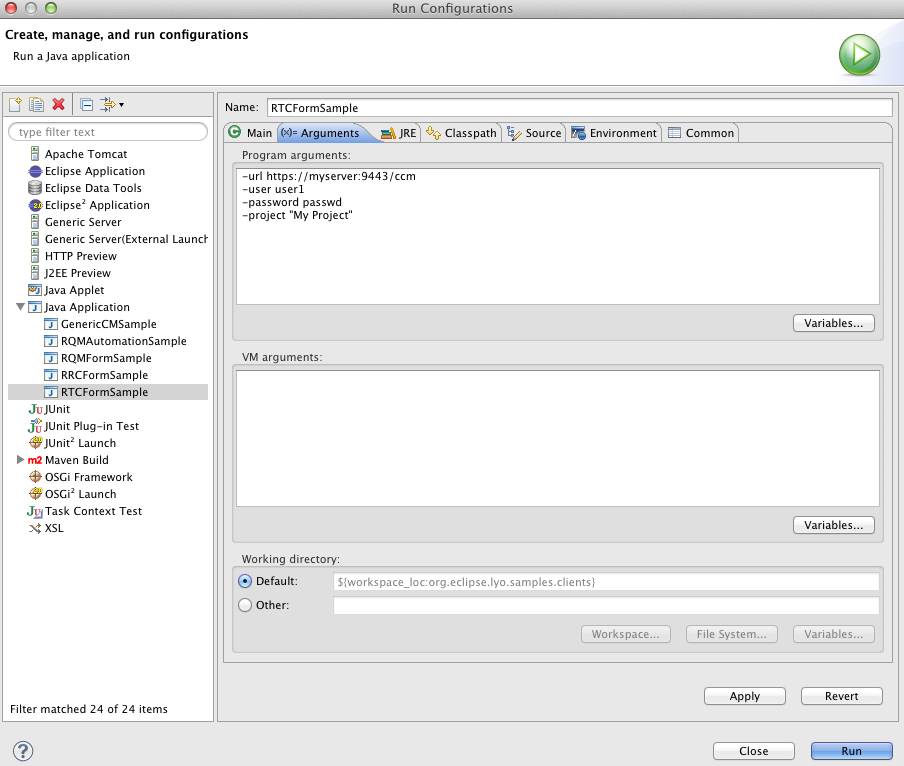 Run Configurations
Create, manage, and run configurations
Run a Java application
type filter text
Apache Tomcat
Eclipse Application
Eclipse Data Tools
Eclipse² Application
Generic Server
Generic Server(External Launch
HTTP Preview
J2EE Preview
Java Applet
Java Application
GenericCMSample
RQMAutomationSample
RQMFormSample
RRCFormSample
RTCFormSample
JUnit
JUnit Plug-in Test
JUnit² Launch
m2 Maven Build
OSGi Framework
OSGi² Launch
Task Context Test
XSL
Filter matched 24 of 24 items
Name: RTCFormSample
Main (x)= Arguments JRE Classpath Source Environment Common
Program arguments:
-url https://myserver:9443/ccm
-user user1
-password passwd
-project "My Project"
Variables...
VM arguments:
Variables...
Working directory:
Default: ${workspace_loc:org.eclipse.lyo.samples.clients}
Other:
Workspace... File System... Variables...
Apply Revert
? Close Run